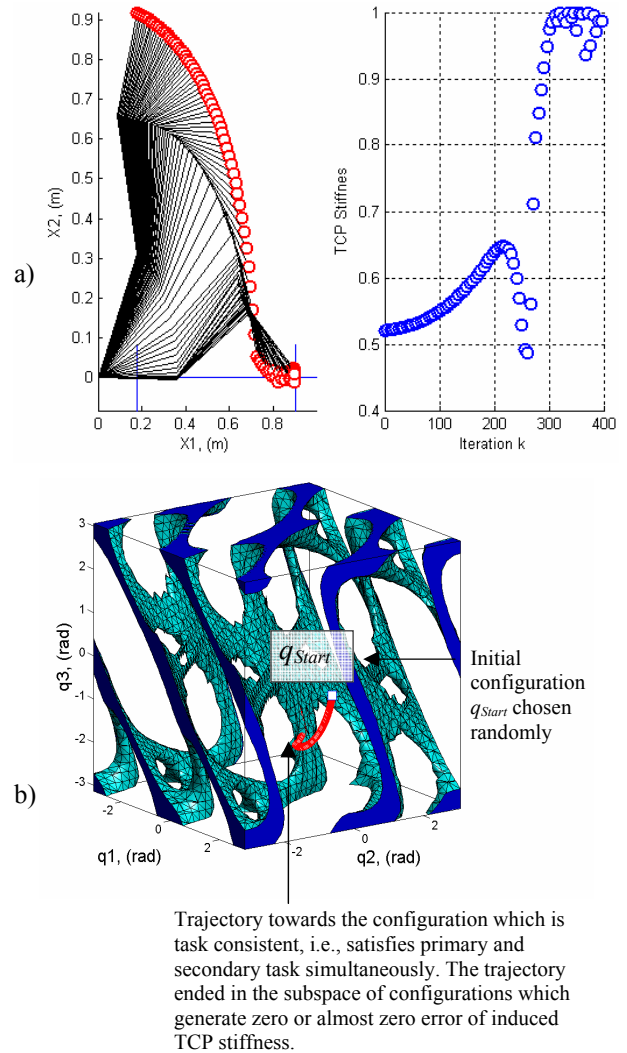 a)
X2, (m)
0.9
0.8
0.7
0.6
0.5
0.4
0.3
0.2
0.1
0
0 0.2 0.4 0.6 0.8
X1, (m)
TCP Stiffnes
1
0.9
0.8
0.7
0.6
0.5
0.4
0 100 200 300 400
Iteration k
b)
q3, (rad)
3
2
1
0
-1
-2
-3
-2 0 2
q1, (rad)
-2 0 2
q2, (rad)
qStart
Initial
configuration
qStart chosen
randomly
Trajectory towards the configuration which is
task consistent, i.e., satisfies primary and
secondary task simultaneously. The trajectory
ended in the subspace of configurations which
generate zero or almost zero error of induced
TCP stiffness.